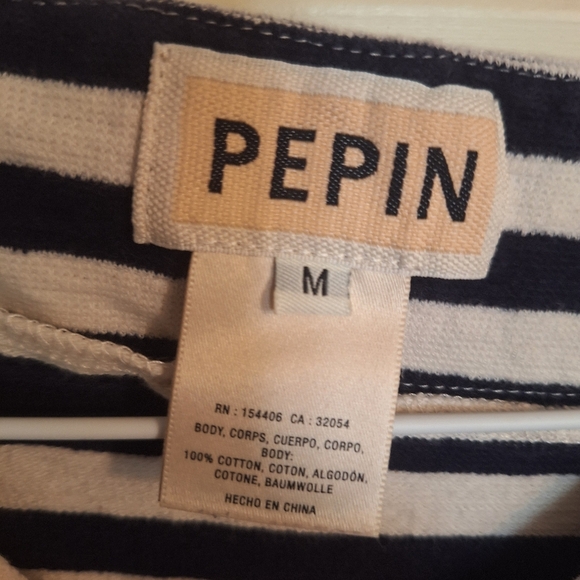 PEPIN
M
RN : 154406 CA : 32054
BODY, CORPS, CUERPO, CORPO,
BODY:
100% COTTON, COTON, ALGODÓN,
COTONE, BAUMWOLLE
HECHO EN CHINA